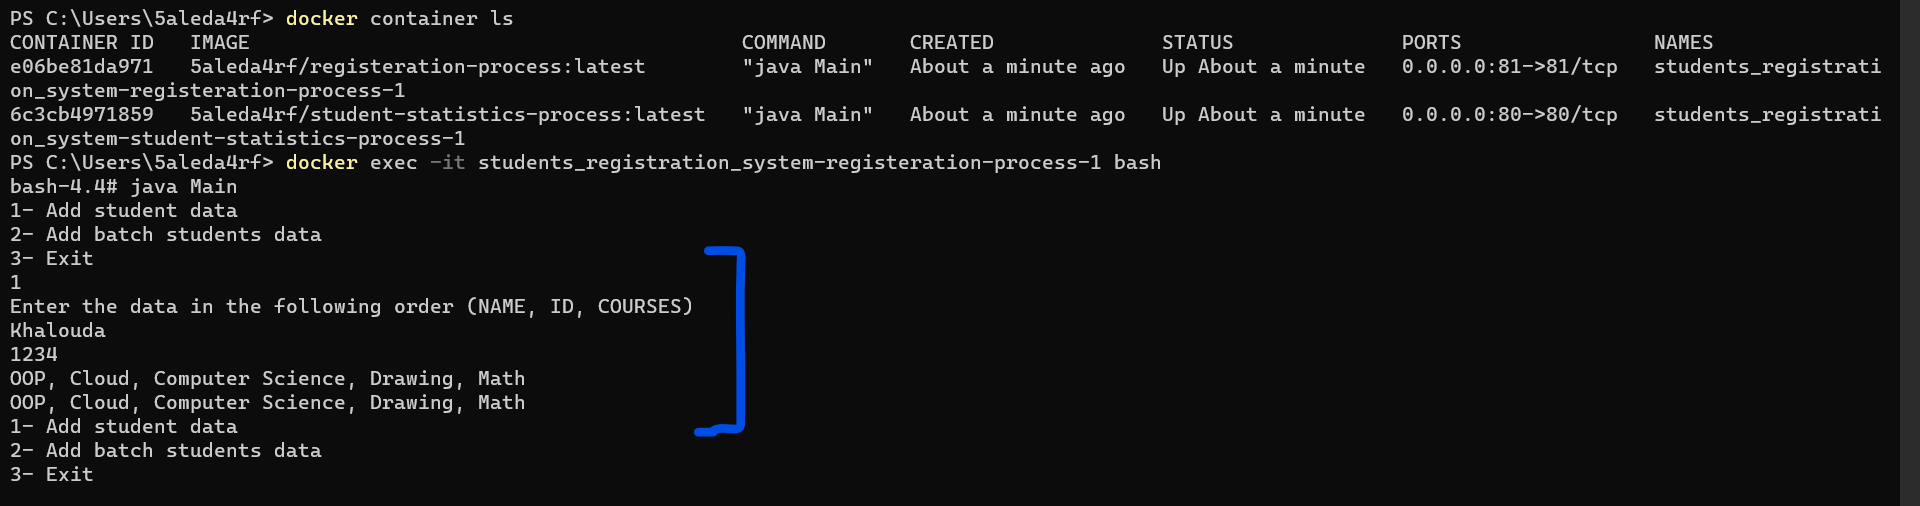 PS C:\Users\5aleda4rf> docker container ls
CONTAINER ID   IMAGE                                         COMMAND       CREATED              STATUS              PORTS                NAMES
e06be81da971   5aleda4rf/registeration-process:latest        "java Main"   About a minute ago   Up About a minute   0.0.0.0:81->81/tcp   students_registrati
on_system-registeration-process-1
6c3cb4971859   5aleda4rf/student-statistics-process:latest   "java Main"   About a minute ago   Up About a minute   0.0.0.0:80->80/tcp   students_registrati
on_system-student-statistics-process-1
PS C:\Users\5aleda4rf> docker exec -it students_registration_system-registeration-process-1 bash
bash-4.4# java Main
1- Add student data
2- Add batch students data
3- Exit
1
Enter the data in the following order (NAME, ID, COURSES)
Khalouda
1234
OOP, Cloud, Computer Science, Drawing, Math
OOP, Cloud, Computer Science, Drawing, Math
1- Add student data
2- Add batch students data
3- Exit